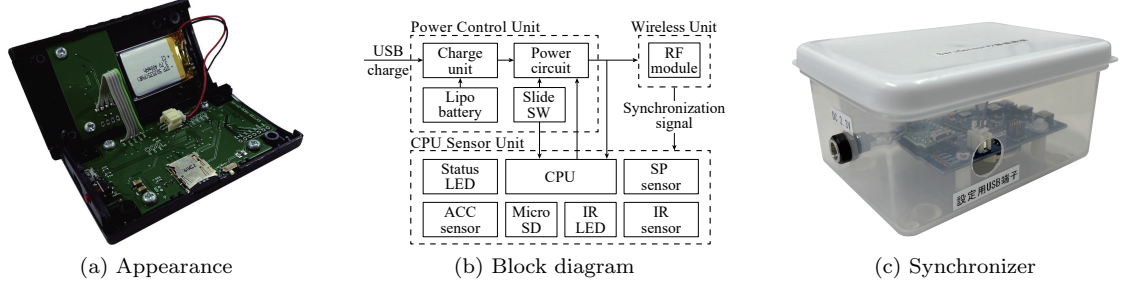 Power Control Unit
Wireless Unit
USB
charge
Charge
unit
Power
circuit
RF
module
Lipo
battery
Slide
SW
Synchronization
signal
CPU Sensor Unit
Status
LED
CPU
SP
sensor
ACC
sensor
Micro
SD
IR
LED
IR
sensor
設定用USB端子
(a) Appearance
(b) Block diagram
(c) Synchronizer